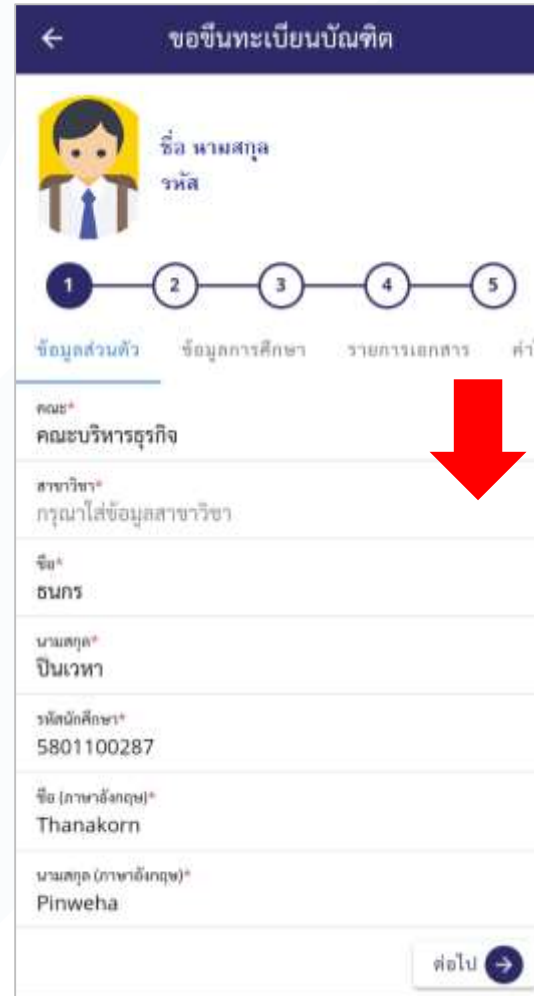 ขอขึ้นทะเบียนบัณฑิต
ชื่อ นามสกุล
รหัส
1 2 3 4 5
ข้อมูลส่วนตัว ข้อมูลการศึกษา รายการเอกสาร
คณะ*
คณะบริหารธุรกิจ
สาขาวิชา*
กรุณาใส่ข้อมูลสาขาวิชา
ชื่อ*
ธนกร
นามสกุล*
ปิ่นเวหา
รหัสนักศึกษา*
5801100287
ชื่อ (ภาษาอังกฤษ)*
Thanakorn
นามสกุล (ภาษาอังกฤษ)*
Pinweha
ต่อไป